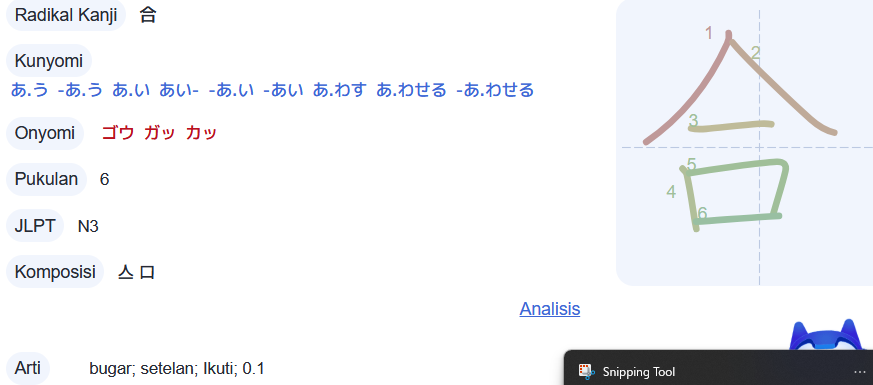 Radikal Kanji 合
Kunyomi
あ.う -あ.う あ.い あい- -あ.い -あい あ.わす あ.わせる -あ.わせる
Onyomi ゴウ ガッ カッ
Pukulan 6
JLPT N3
Komposisi 亼 口
Analisis
Arti bugar; setelan; Ikuti; 0.1
1
2
3
5
4
6
Snipping Tool